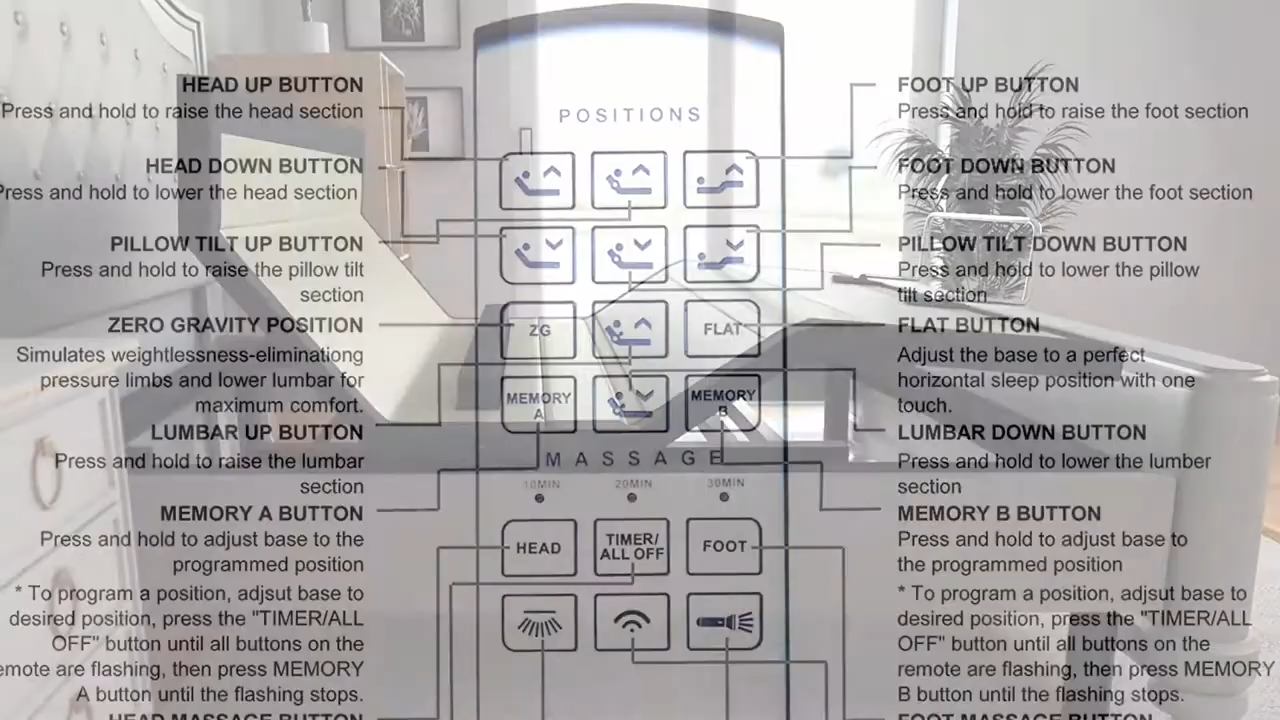 HEAD UP BUTTON
Press and hold to raise the head section
HEAD DOWN BUTTON
Press and hold to lower the head section
PILLOW TILT UP BUTTON
Press and hold to raise the pillow tilt
section
ZERO GRAVITY POSITION
Simulates weightlessness-eliminationg
pressure limbs and lower lumbar for
maximum comfort.
LUMBAR UP BUTTON
Press and hold to raise the lumbar
section
MEMORY A BUTTON
Press and hold to adjust base to the
programmed position
* To program a position, adjsut base to
desired position, press the "TIMER/ALL
OFF" button until all buttons on the
remote are flashing, then press MEMORY
A button until the flashing stops.
HEAD MASSAGE BUTTON
POSITIONS
ZG
FLAT
MEMORY
A
MEMORY
B
MASSAGE
10MIN
20MIN
30MIN
HEAD
TIMER/
ALL OFF
FOOT
FOOT UP BUTTON
Press and hold to raise the foot section
FOOT DOWN BUTTON
Press and hold to lower the foot section
PILLOW TILT DOWN BUTTON
Press and hold to lower the pillow
tilt section
FLAT BUTTON
Adjust the base to a perfect
horizontal sleep position with one
touch.
LUMBAR DOWN BUTTON
Press and hold to lower the lumber
section
MEMORY B BUTTON
Press and hold to adjust base to
the programmed position
* To program a position, adjsut base to
desired position, press the "TIMER/ALL
OFF" button until all buttons on the
remote are flashing, then press MEMORY
B button until the flashing stops.
FOOT MASSAGE BUTTON